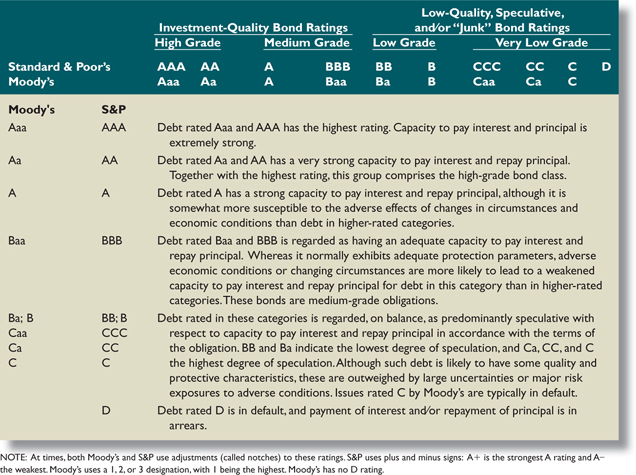 Investment-Quality Bond Ratings
Low-Quality, Speculative,
and/or “Junk” Bond Ratings
High Grade Medium Grade Low Grade Very Low Grade
Standard & Poor’s AAA AA A BBB BB B CCC CC C D
Moody’s Aaa Aa A Baa Ba B Caa Ca C
Moody's S&P
Aaa AAA Debt rated Aaa and AAA has the highest rating. Capacity to pay interest and principal is
extremely strong.
Aa AA Debt rated Aa and AA has a very strong capacity to pay interest and repay principal.
Together with the highest rating, this group comprises the high-grade bond class.
A A Debt rated A has a strong capacity to pay interest and repay principal, although it is
somewhat more susceptible to the adverse effects of changes in circumstances and
economic conditions than debt in higher-rated categories.
Baa BBB Debt rated Baa and BBB is regarded as having an adequate capacity to pay interest and
repay principal. Whereas it normally exhibits adequate protection parameters, adverse
economic conditions or changing circumstances are more likely to lead to a weakened
capacity to pay interest and repay principal for debt in this category than in higher-rated
categories. These bonds are medium-grade obligations.
Ba; B BB; B Debt rated in these categories is regarded, on balance, as predominantly speculative with
Caa CCC respect to capacity to pay interest and repay principal in accordance with the terms of
Ca CC the obligation. BB and Ba indicate the lowest degree of speculation, and Ca, CC, and C
C C the highest degree of speculation. Although such debt is likely to have some quality and
protective characteristics, these are outweighed by large uncertainties or major risk
exposures to adverse conditions. Issues rated C by Moody’s are typically in default.
D Debt rated D is in default, and payment of interest and/or repayment of principal is in
arrears.
NOTE: At times, both Moody’s and S&P use adjustments (called notches) to these ratings. S&P uses plus and minus signs: A+ is the strongest A rating and A−
the weakest. Moody’s uses a 1, 2, or 3 designation, with 1 being the highest. Moody’s has no D rating.